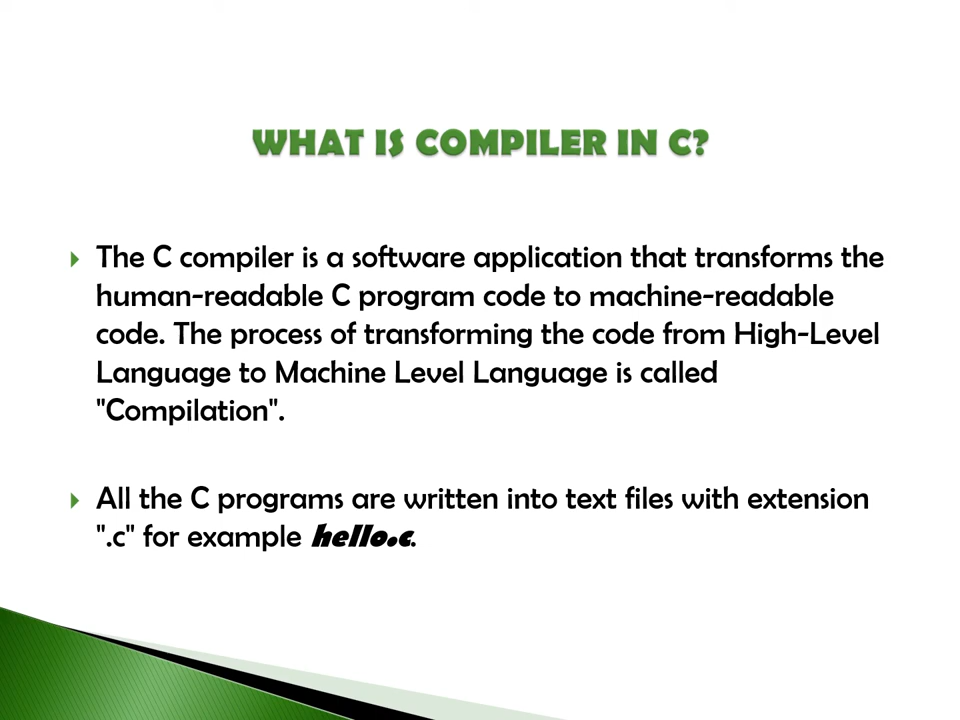 WHAT IS COMPILER IN C?
The C compiler is a software application that transforms the
human-readable C program code to machine-readable
code. The process of transforming the code from High-Level
Language to Machine Level Language is called
"Compilation".
All the C programs are written into text files with extension
".c" for example hello.c.